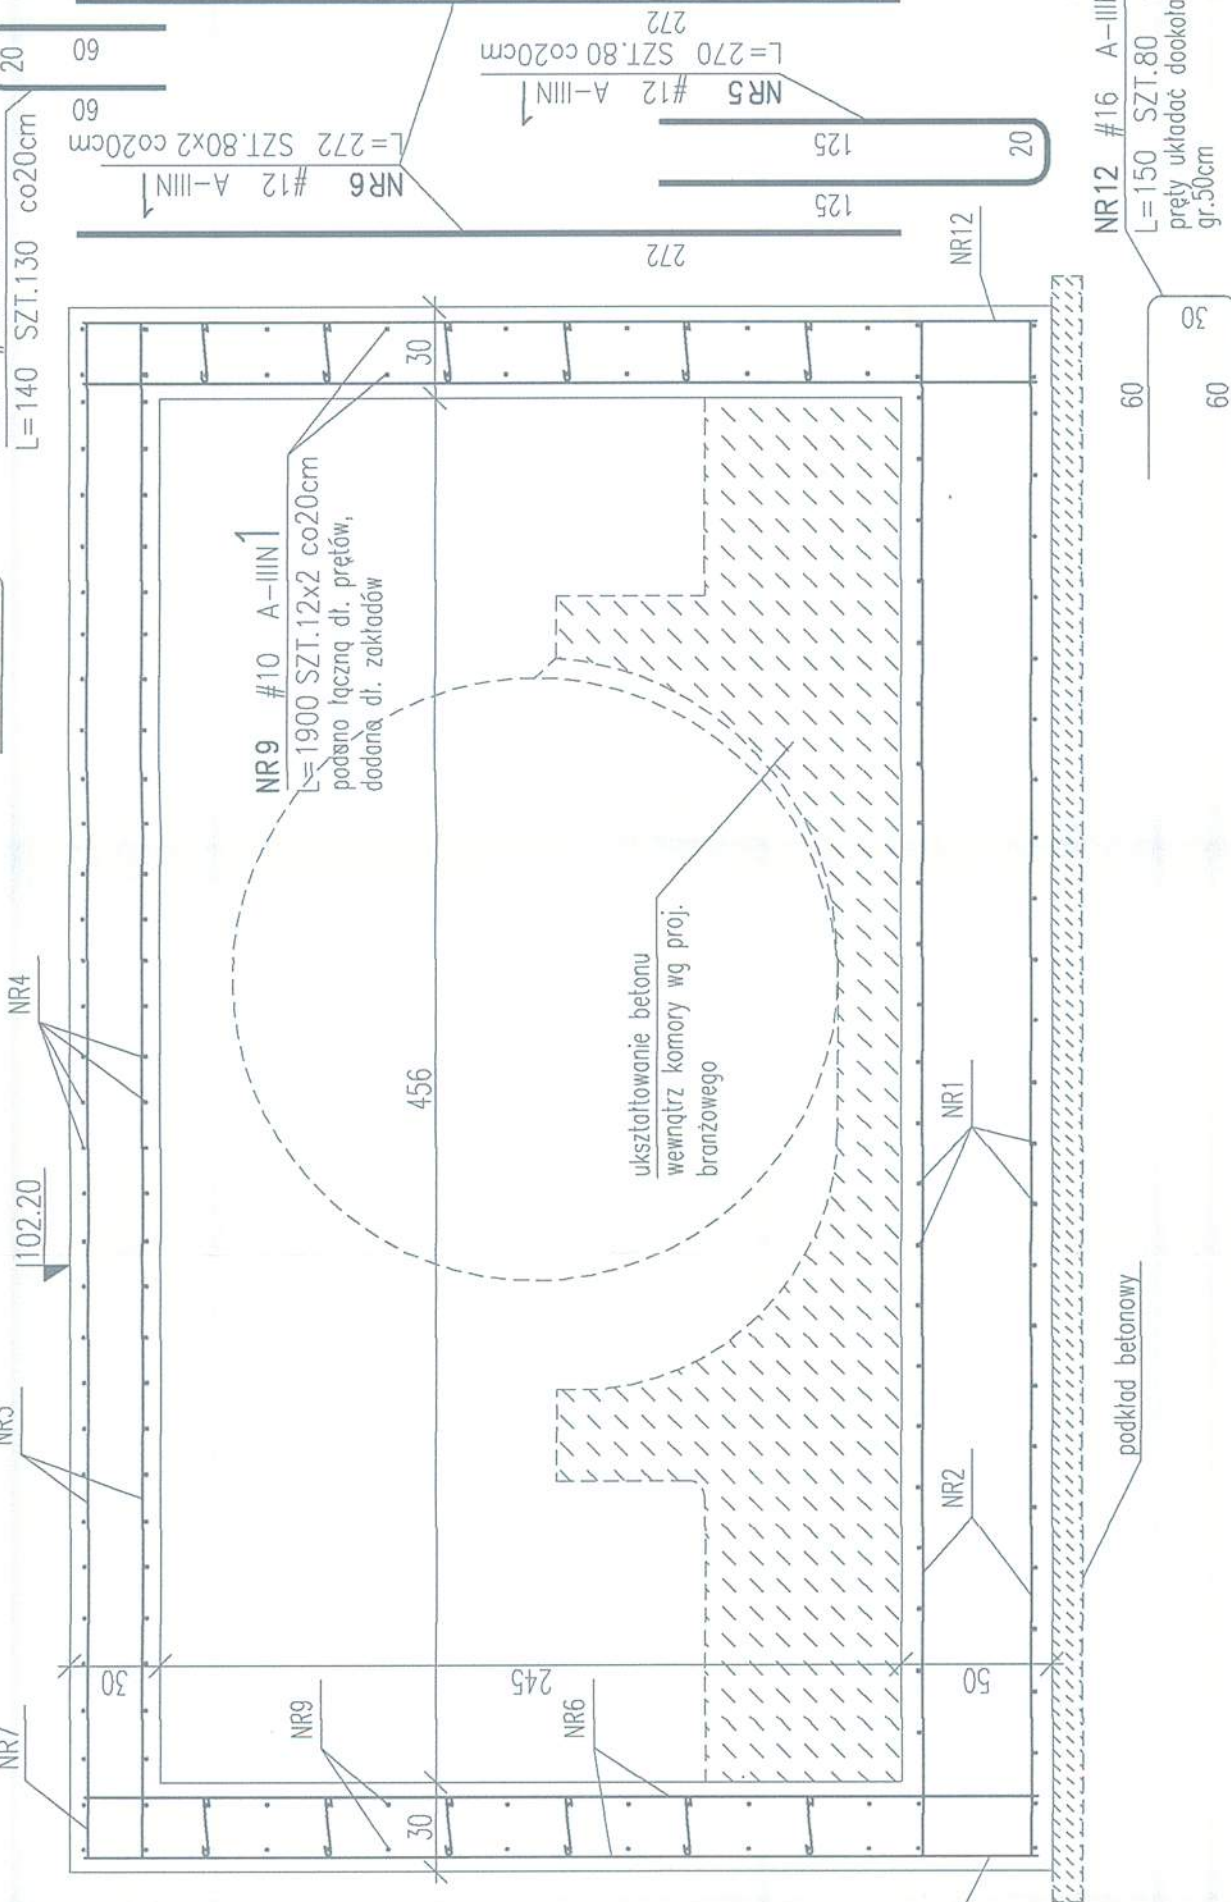 L=140 SZT.130 co20cm
20
60
60
NR6 #12 A-IIIN
L=272 SZT.80x2 co20cm
272
272
NR5 #12 A-IIIN
L=270 SZT.80 co20cm
125
125
20
NR12 #16 A-III
L=150 SZT.80
pręty układać dookoła
gr.50cm
60
30
60
NR12
30
NR9 #10 A-IIIN
L=1900 SZT.12x2 co20cm
podano łączną dł. prętów,
dodana dł. zakładów
NR4
102.20
456
ukształtowanie betonu
wewnątrz komory wg proj.
branżowego
NR1
NR2
podkład betonowy
30
245
50
NR7
NR9
NR6
30